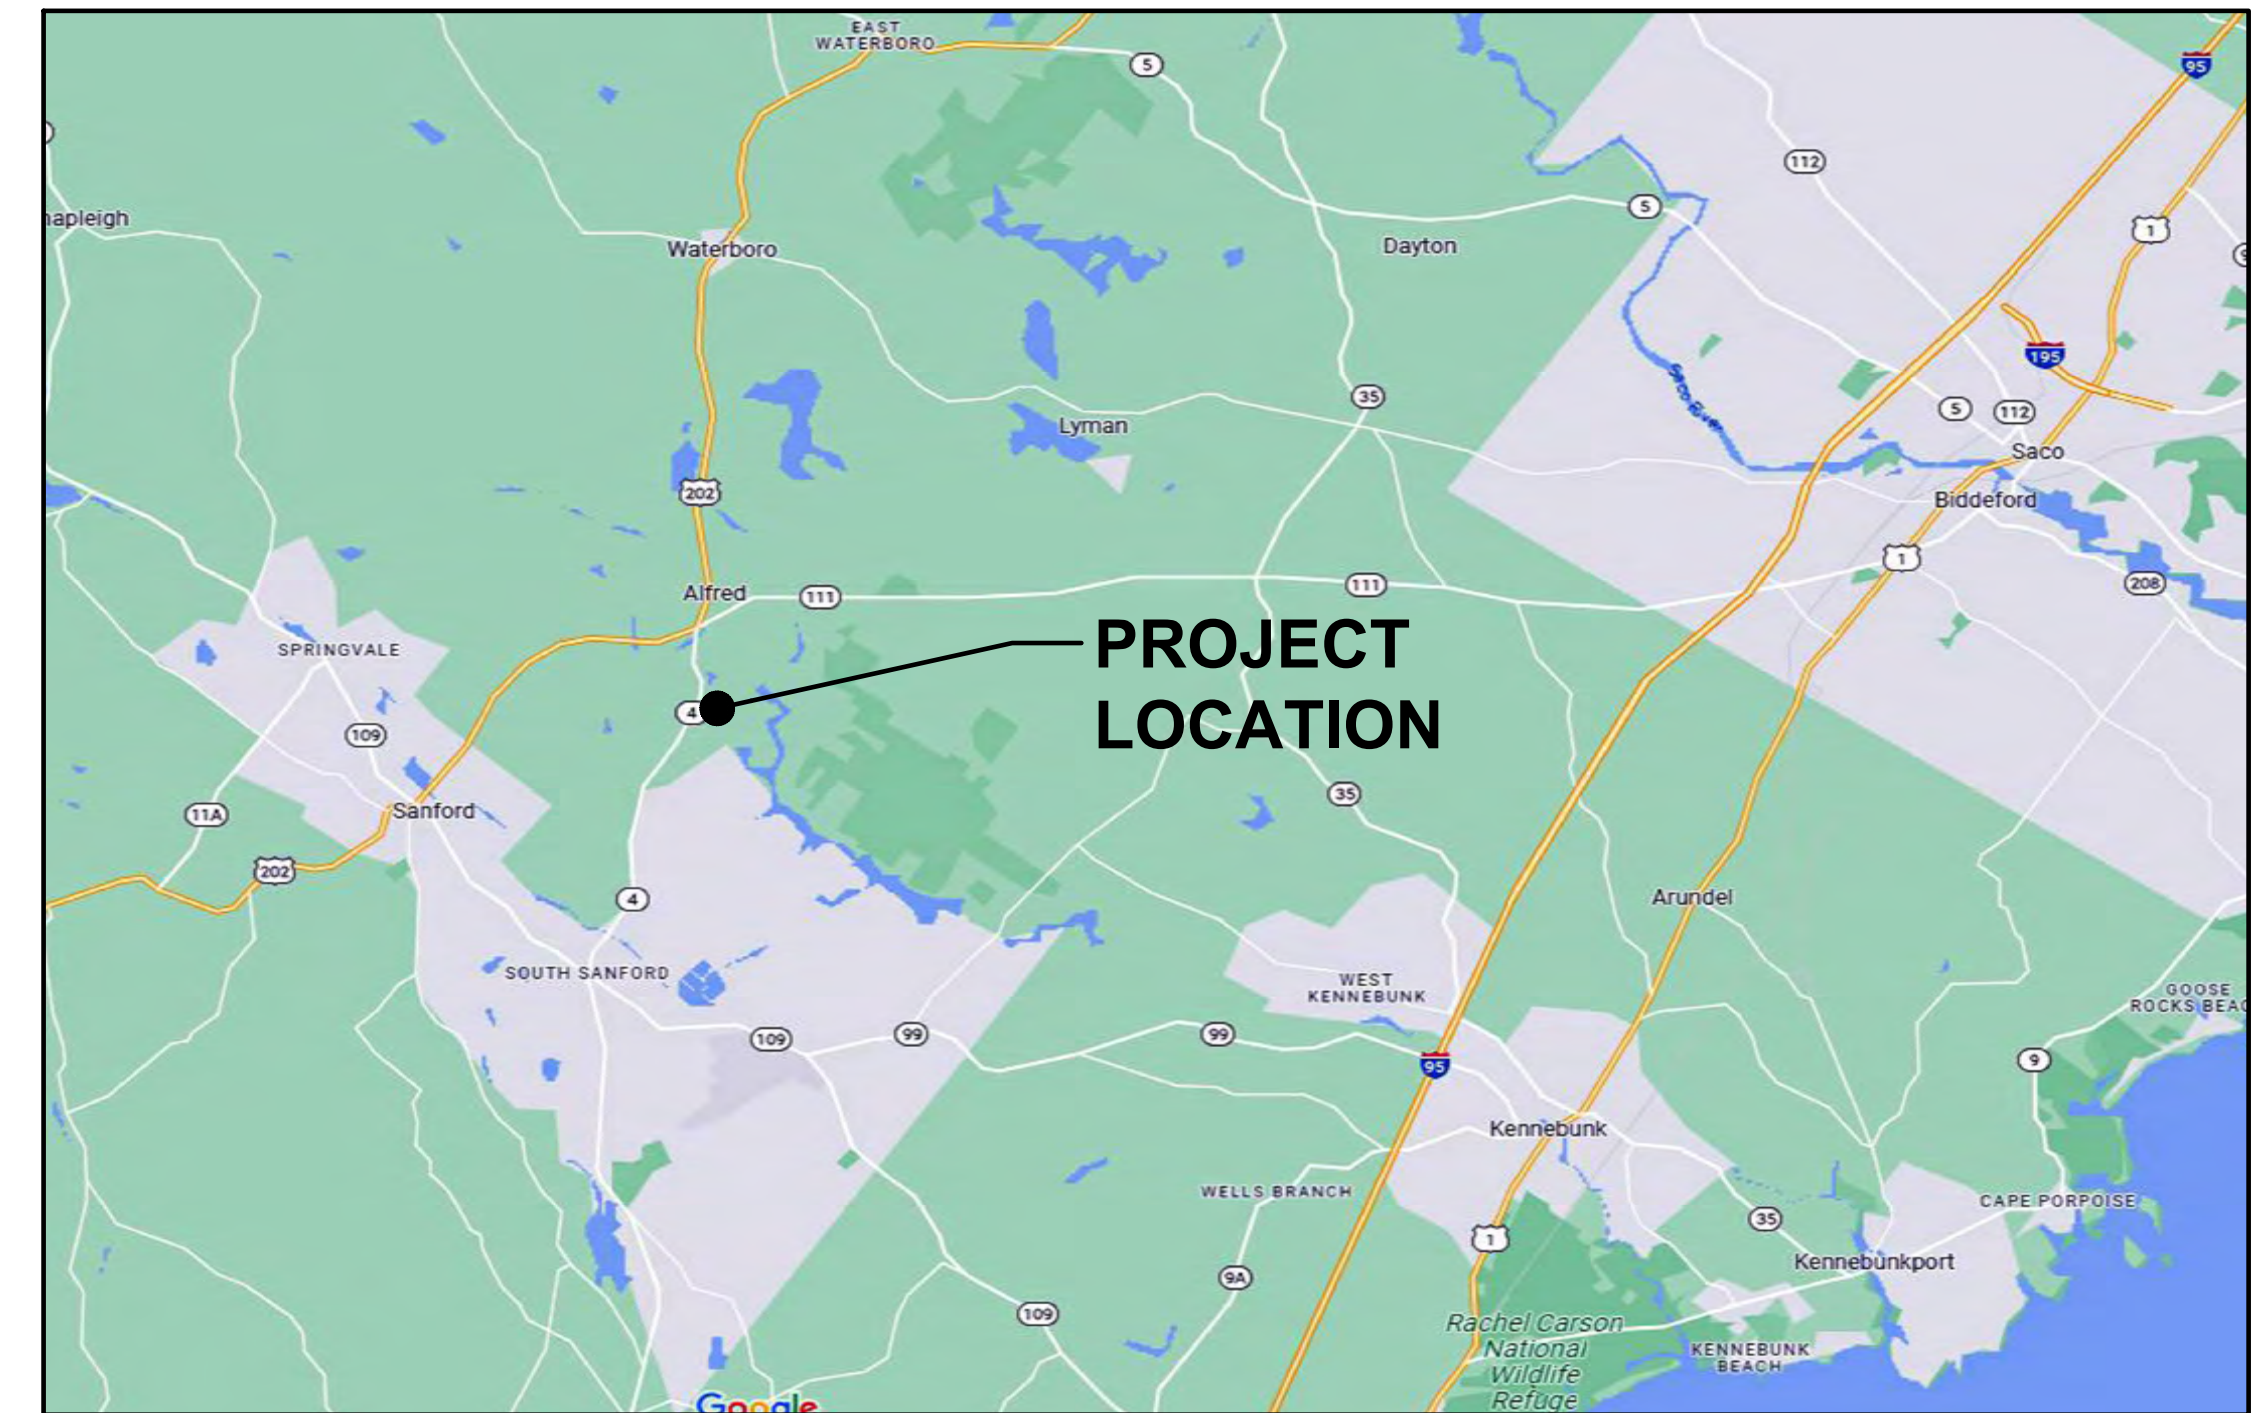 EAST
WATERBORO
5
95
112
apleigh
5
1
Waterboro
Dayton
195
35
5
112
Lyman
Saco River
Saco
202
Biddeford
1
111
111
208
Alfred
PROJECT
LOCATION
SPRINGVALE
4
109
35
11A
Sanford
202
4
Arundel
SOUTH SANFORD
WEST
KENNEBUNK
GOOSE
ROCKS BEAC
109
99
99
95
9
Kennebunk
WELLS BRANCH
CAPE PORPOISE
35
1
Kennebunkport
9A
109
Rachel Carson
National
Wildlife
Refuge
KENNEBUNK
BEACH
Google